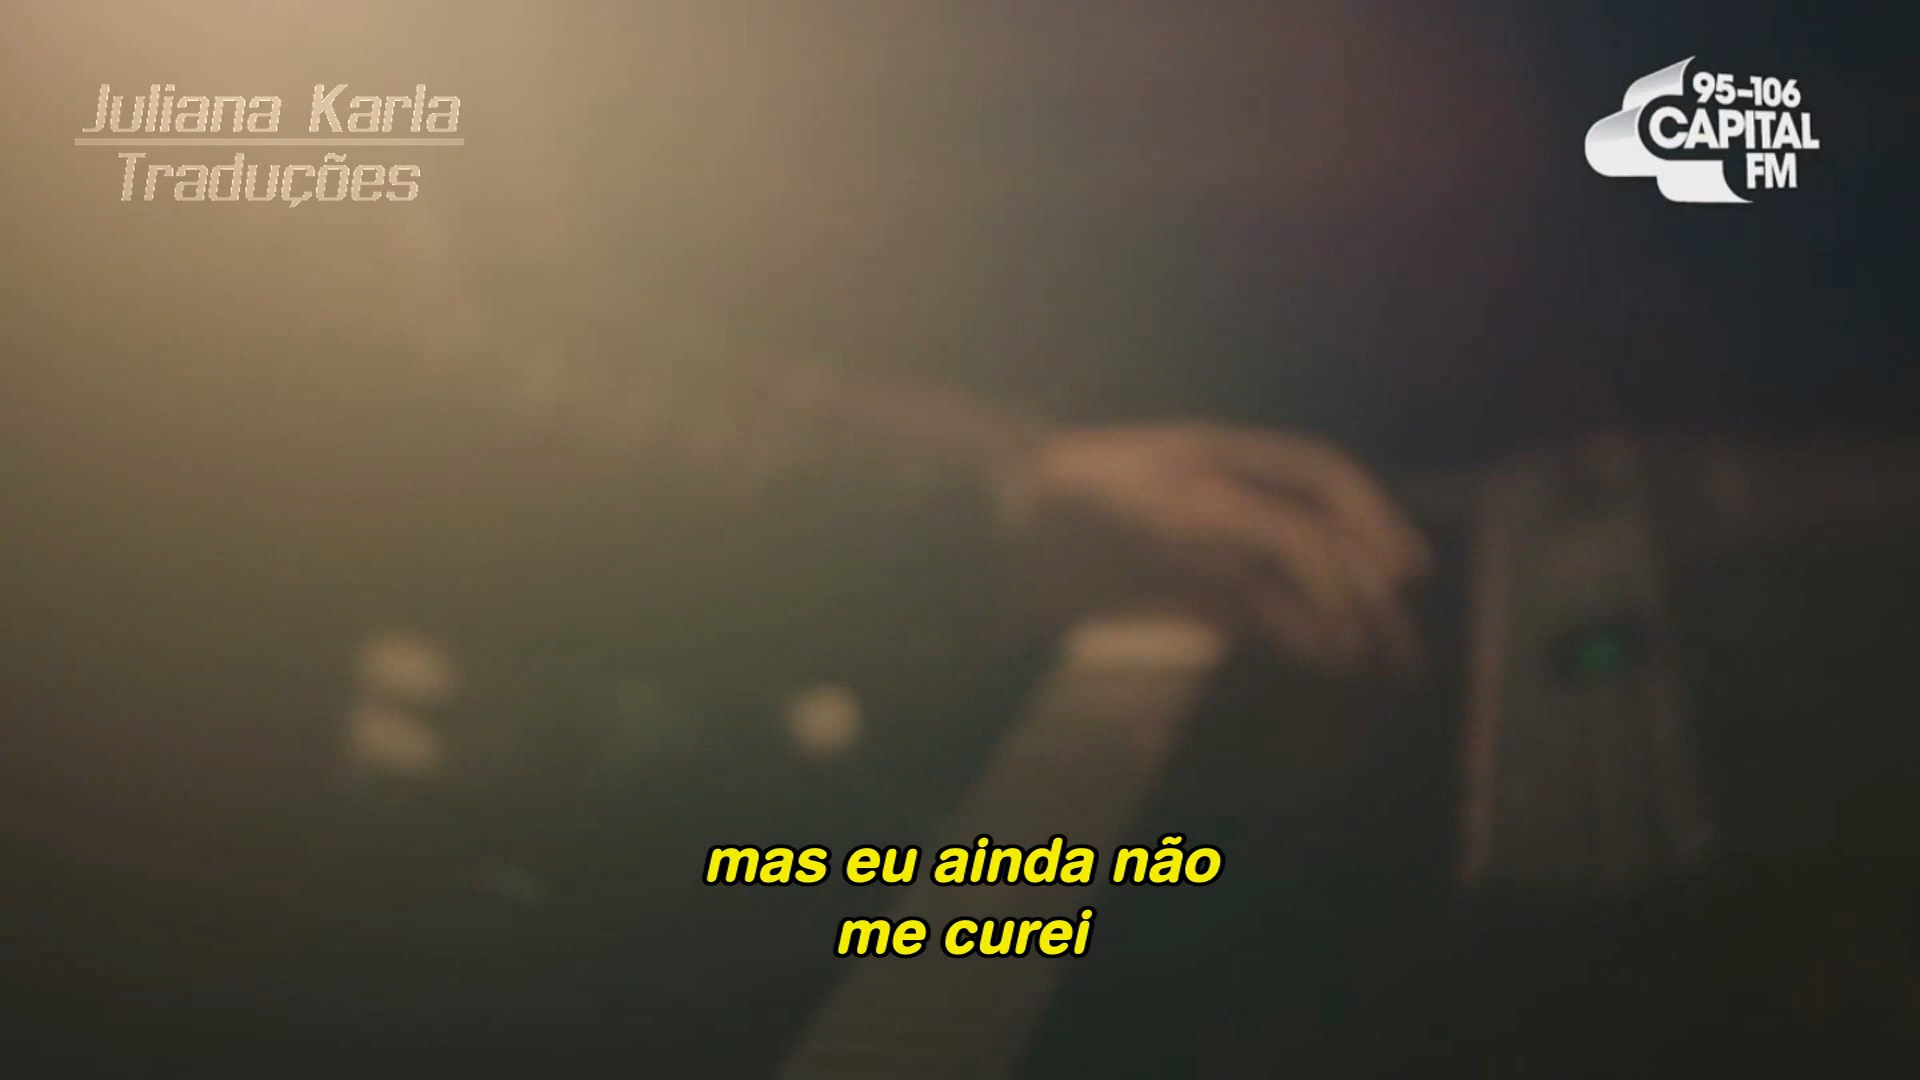 Juliana Karla
Traduções
95-106
CAPITAL
FM
mas eu ainda não
me curei